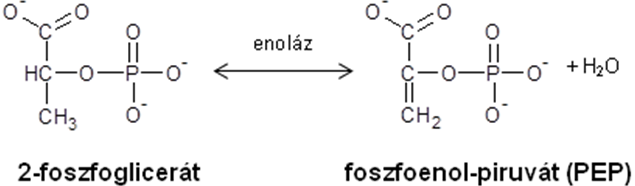 O⁻ O O⁻ O
C O C O
enoláz
HC O P O⁻ C O P O⁻ + H₂O
CH₃ O⁻ CH₂ O⁻
2-foszfoglicerát foszfoenol-piruvát (PEP)